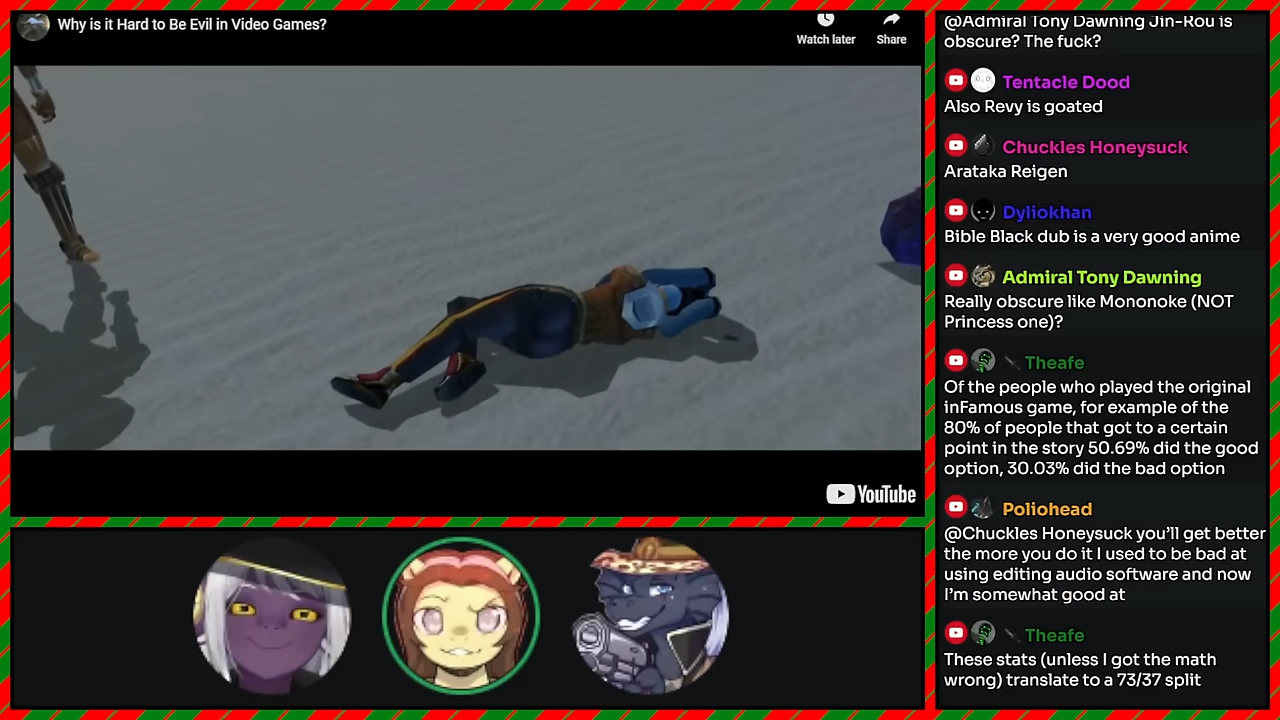 Why is it Hard to Be Evil in Video Games?
Watch later
Share
YouTube
@Admiral Tony Dawning Jin-Rou is
obscure? The fuck?
Tentacle Dood
Also Revy is goated
Chuckles Honeysuck
Arataka Reigen
Dyliokhan
Bible Black dub is a very good anime
Admiral Tony Dawning
Really obscure like Mononoke (NOT
Princess one)?
Theafe
Of the people who played the original
inFamous game, for example of the
80% of people that got to a certain
point in the story 50.69% did the good
option, 30.03% did the bad option
Poliohead
@Chuckles Honeysuck you’ll get better
the more you do it I used to be bad at
using editing audio software and now
I’m somewhat good at
Theafe
These stats (unless I got the math
wrong) translate to a 73/37 split